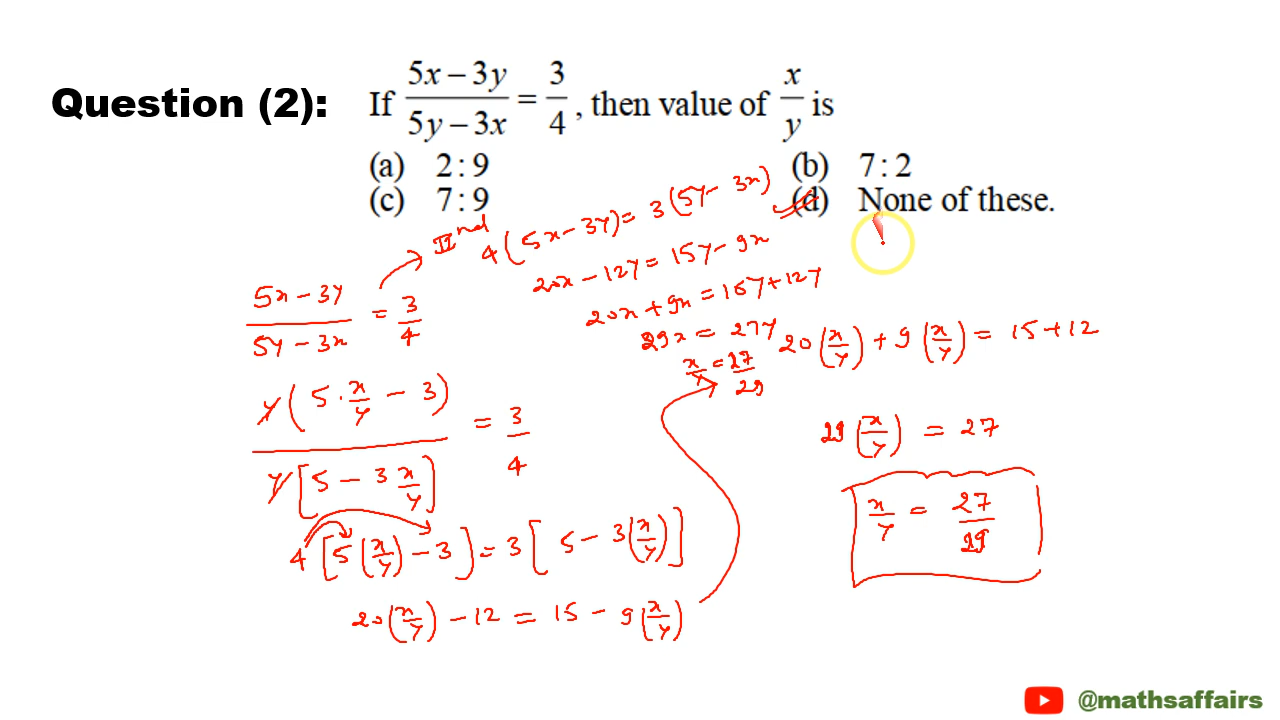 Question (2): If (5x − 3y)/(5y − 3x) = 3/4, then value of x/y is
(a) 2 : 9 (b) 7 : 2
(c) 7 : 9 (d) None of these.
(5x − 3y)/(5y − 3x) = 3/4
y(5 · x/y − 3)/y[5 − 3 x/y] = 3/4
4[5(x/y) − 3] = 3[5 − 3(x/y)]
20(x/y) − 12 = 15 − 9(x/y)
IInd
4(5x − 3y) = 3(5y − 3x)
20x − 12y = 15y − 9x
20x + 9x = 15y + 12y
29x = 27y
x/y = 27/29
20(x/y) + 9(x/y) = 15 + 12
29(x/y) = 27
x/y = 27/29
@mathsaffairs